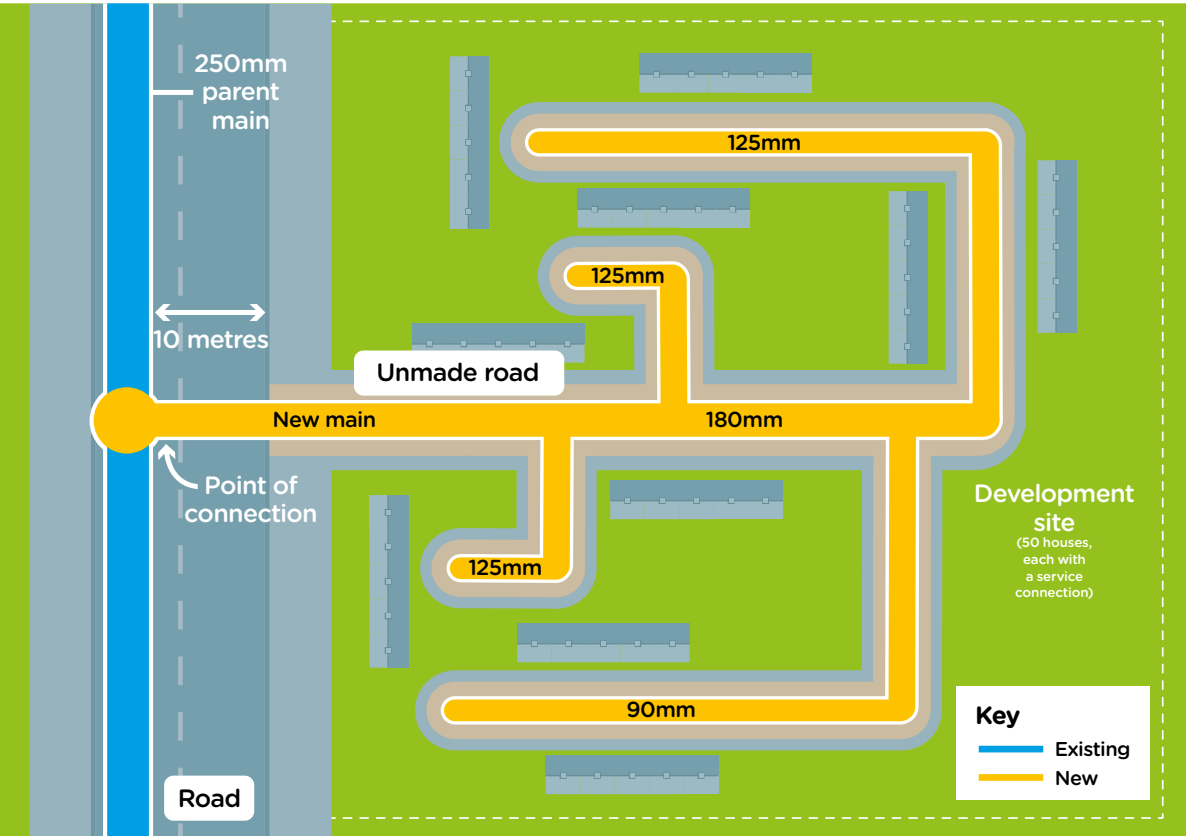 250mm
parent
main
125mm
125mm
10 metres
Unmade road
New main
180mm
Point of
connection
Development
site
(50 houses,
each with
a service
connection)
125mm
90mm
Key
Existing
New
Road